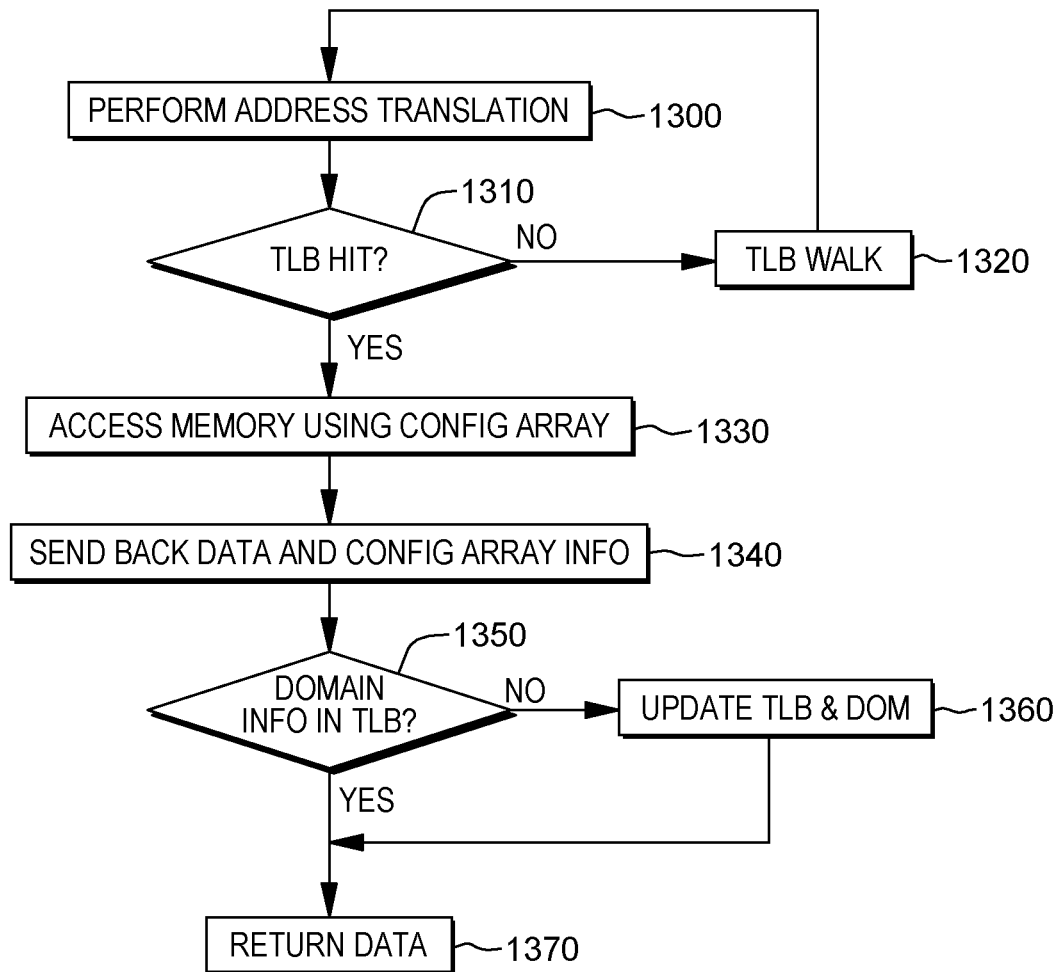 PERFORM ADDRESS TRANSLATION
1300
1310
TLB HIT?
NO
TLB WALK
1320
YES
ACCESS MEMORY USING CONFIG ARRAY
1330
SEND BACK DATA AND CONFIG ARRAY INFO
1340
1350
DOMAIN
INFO IN TLB?
NO
UPDATE TLB & DOM
1360
YES
RETURN DATA
1370